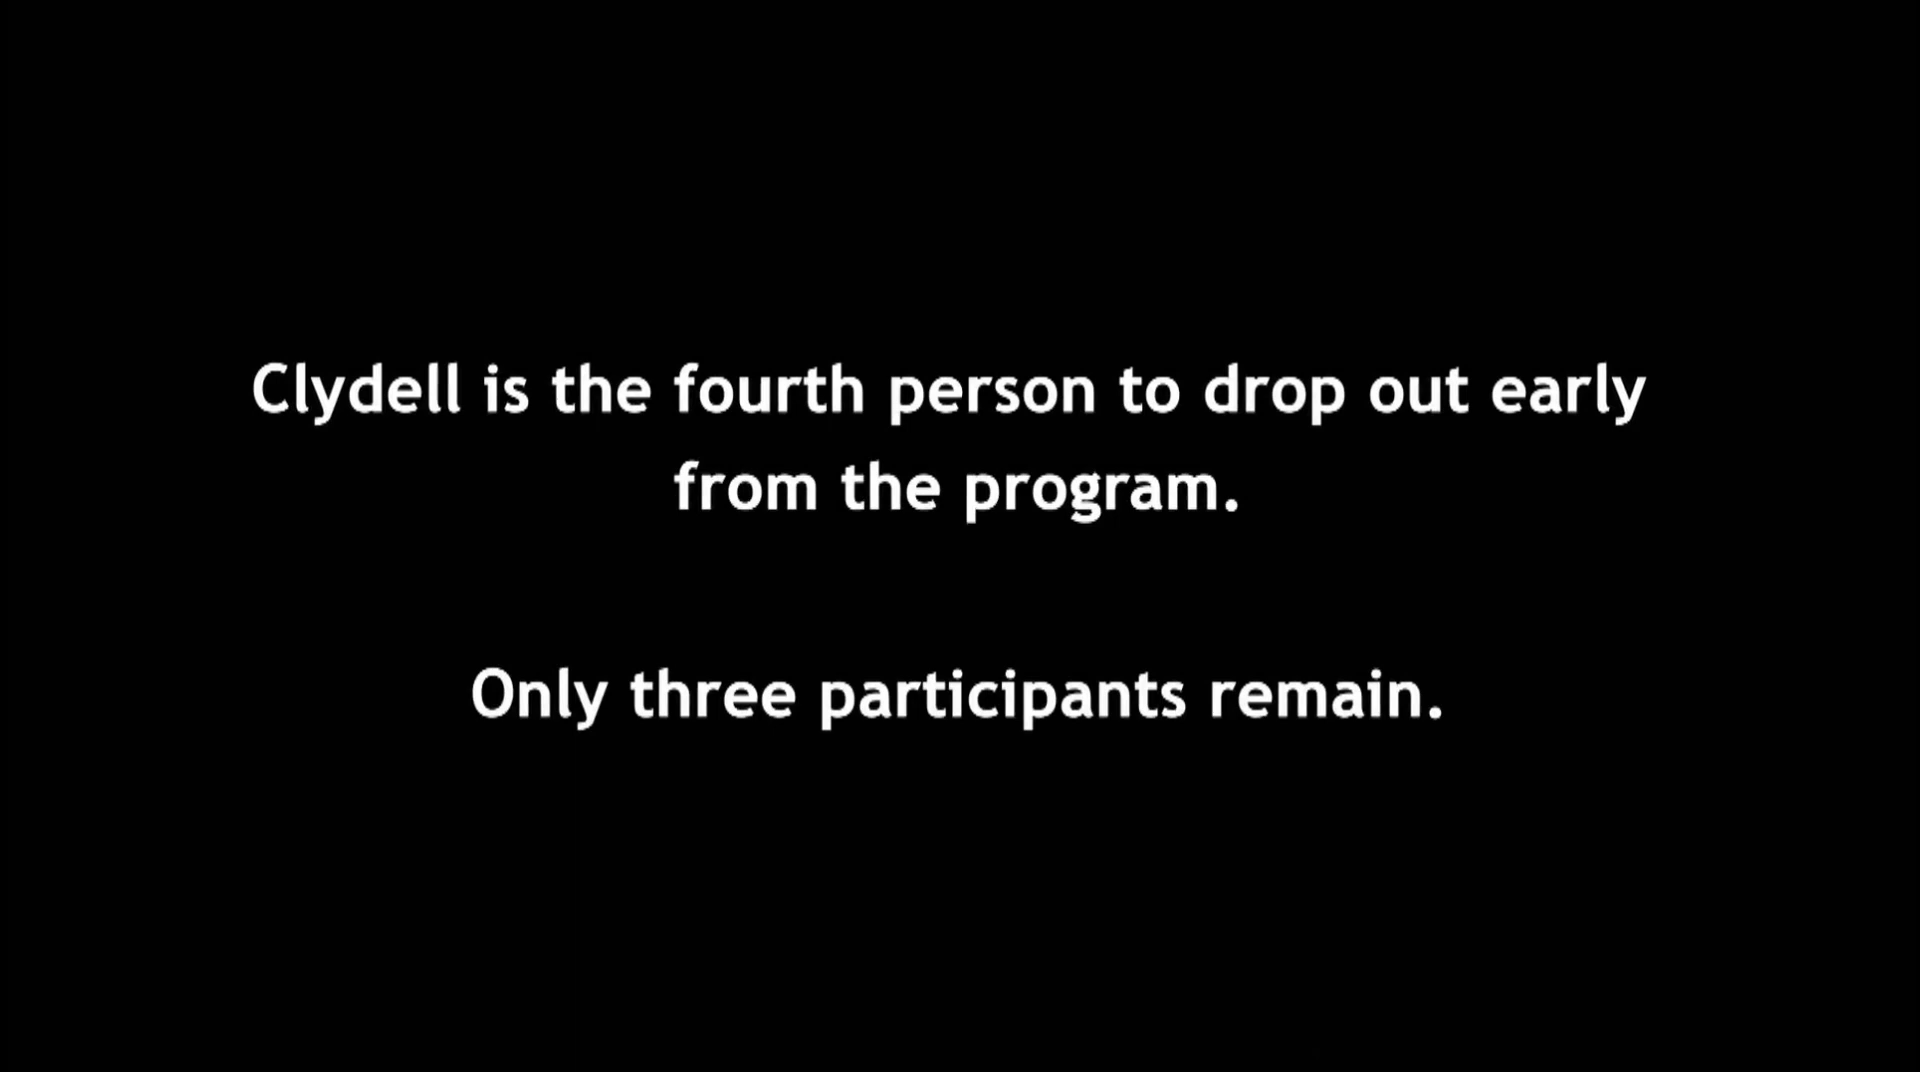 Clydell is the fourth person to drop out early
from the program.
Only three participants remain.